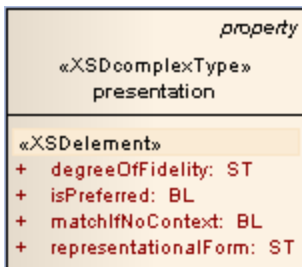 property
«XSDcomplexType»
presentation
«XSDelement»
+ degreeOfFidelity: ST
+ isPreferred: BL
+ matchIfNoContext: BL
+ representationalForm: ST